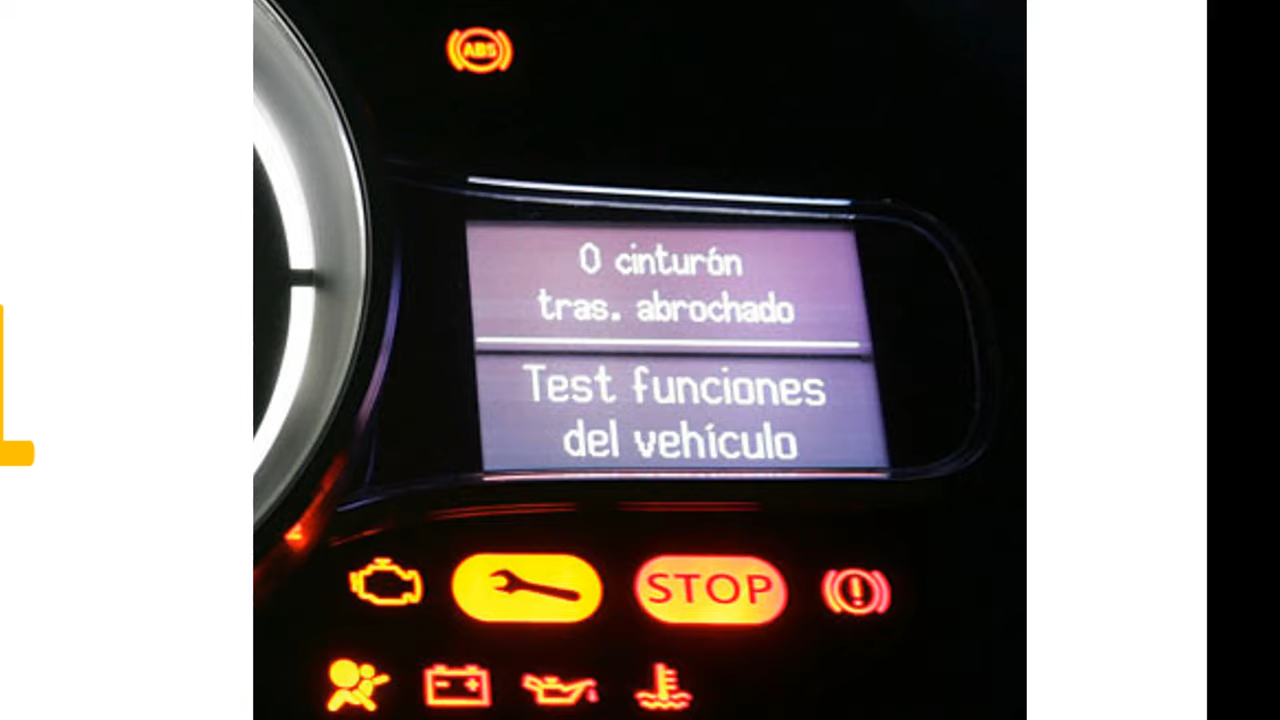 ABS
0 cinturón
tras. abrochado
Test funciones
del vehículo
STOP